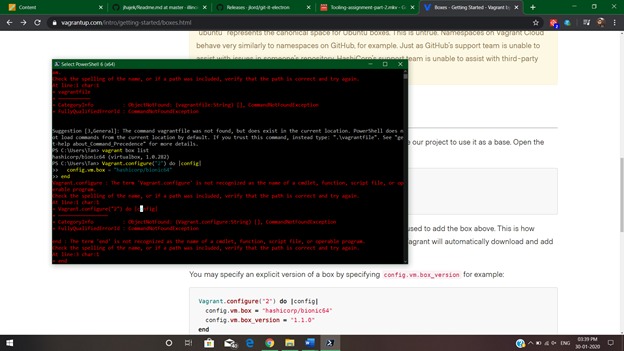 Content
/hajek/Readme.md at master · illino
Releases · jlord/git-it-electron
Tooling-assignment-part-2.mkv - G
Boxes - Getting Started - Vagrant by
vagrantup.com/intro/getting-started/boxes.html
"ubuntu" represents the canonical space for Ubuntu boxes. This is untrue. Namespaces on Vagrant Cloud
behave very similarly to namespaces on GitHub, for example. Just as GitHub's support team is unable to
assist with issues in someone's repository, HashiCorp's support team is unable to assist with third-party
Select PowerShell 6 (x64)
Check the spelling of the name, or if a path was included, verify that the path is correct and try again.
At line:1 char:1
+ vagrantfile
+ ~~~~~~~~~~~
+ CategoryInfo : ObjectNotFound: (vagrantfile:String) [], CommandNotFoundException
+ FullyQualifiedErrorId : CommandNotFoundException
Suggestion [3,General]: The command vagrantfile was not found, but does exist in the current location. PowerShell does n
ot load commands from the current location by default. If you trust this command, instead type: ".\vagrantfile". See "ge
t-help about_Command_Precedence" for more details.
PS C:\Users\Tan> vagrant box list
hashicorp/bionic64 (virtualbox, 1.0.282)
PS C:\Users\Tan> Vagrant.configure("2") do |config|
>> config.vm.box = "hashicorp/bionic64"
>> end
Vagrant.configure : The term 'Vagrant.configure' is not recognized as the name of a cmdlet, function, script file, or op
erable program.
Check the spelling of the name, or if a path was included, verify that the path is correct and try again.
At line:1 char:1
+ Vagrant.configure("2") do |config|
+ ~~~~~~~~~~~~~~~~~
+ CategoryInfo : ObjectNotFound: (Vagrant.configure:String) [], CommandNotFoundException
+ FullyQualifiedErrorId : CommandNotFoundException
end : The term 'end' is not recognized as the name of a cmdlet, function, script file, or operable program.
Check the spelling of the name, or if a path was included, verify that the path is correct and try again.
At line:3 char:1
+ end
our project to use it as a base. Open the
used to add the box above. This is how
Vagrant will automatically download and add
You may specify an explicit version of a box by specifying config.vm.box_version for example:
Vagrant.configure("2") do |config|
config.vm.box = "hashicorp/bionic64"
config.vm.box_version = "1.1.0"
end
ENG
03:39 PM
30-01-2020